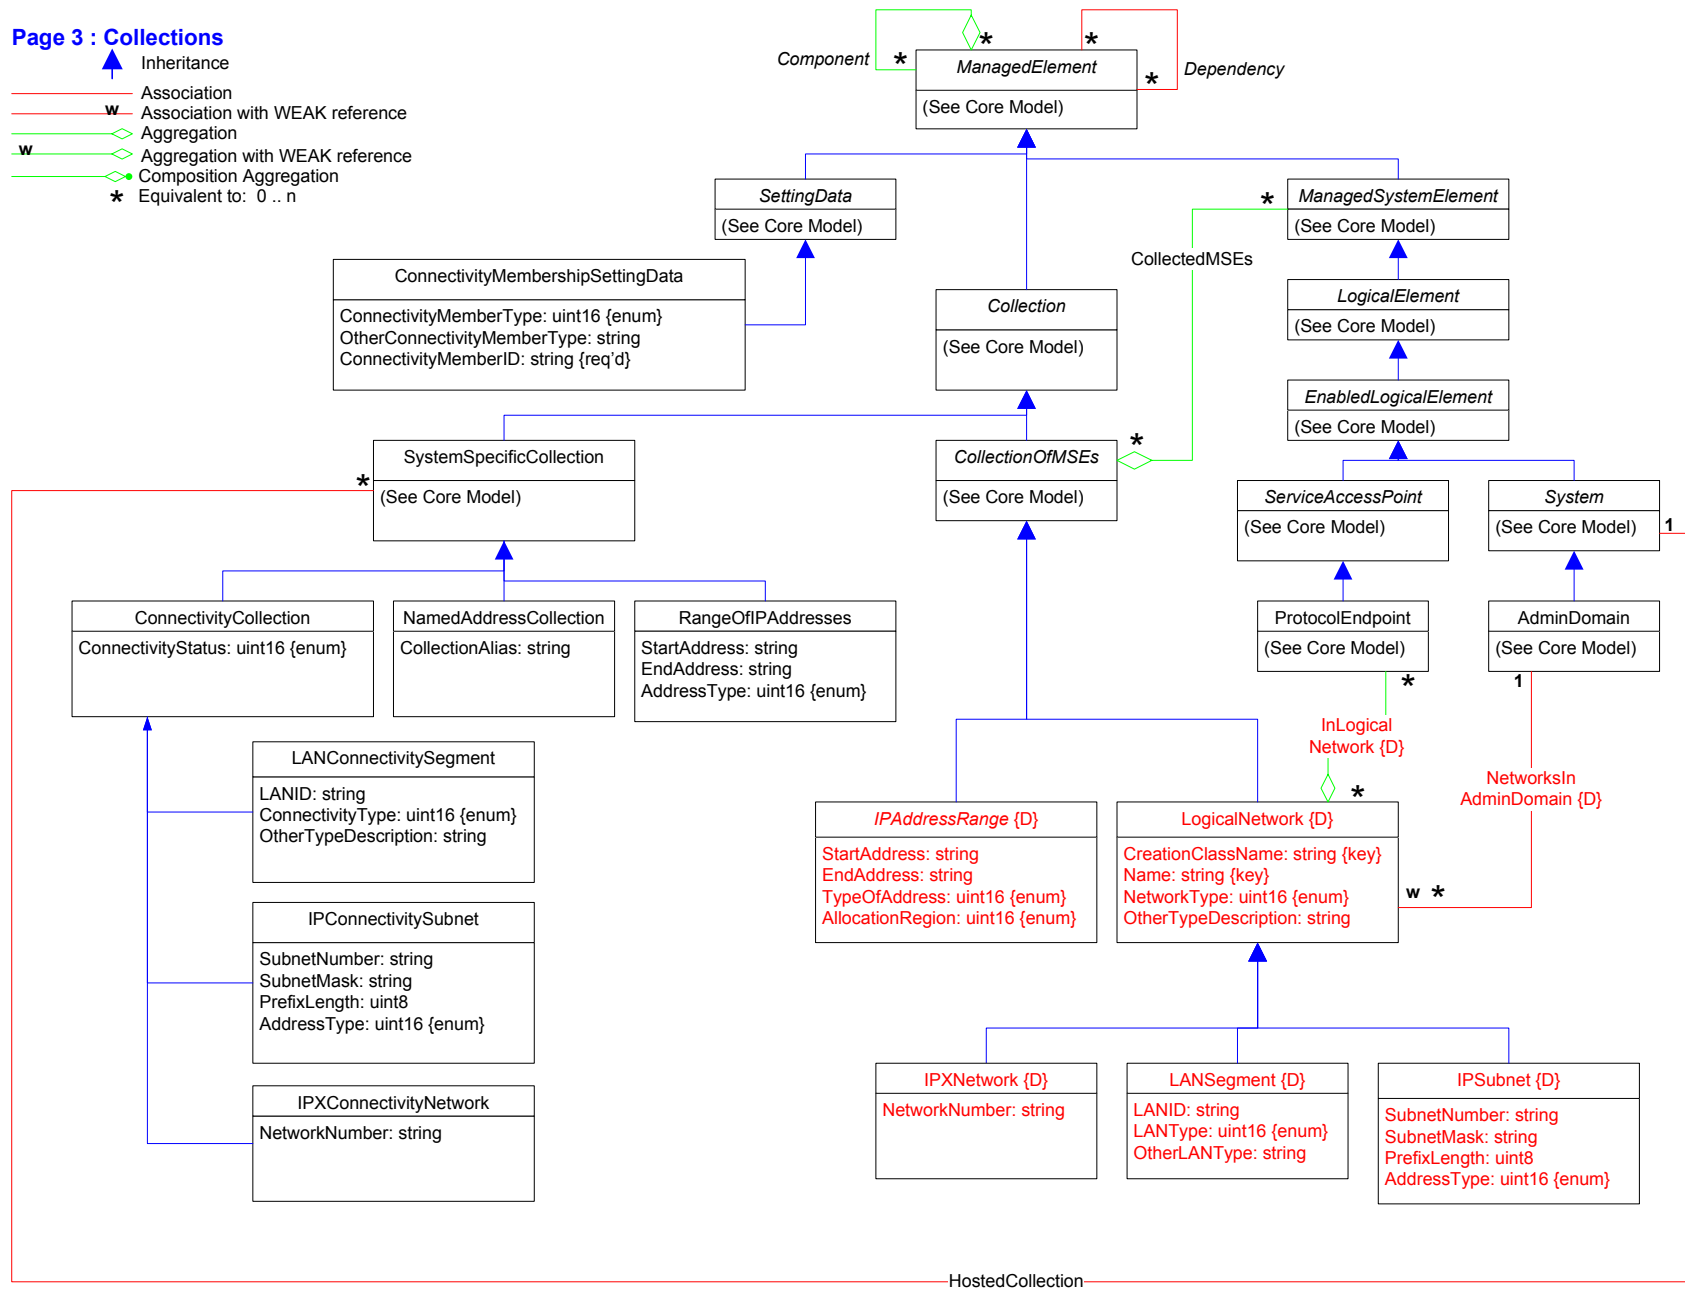 Page 3 : Collections
Inheritance
Association
w
Association with WEAK reference
Aggregation
w
Aggregation with WEAK reference
Composition Aggregation
* Equivalent to: 0 .. n
Component
*
*
ManagedElement
(See Core Model)
*
*
Dependency
SettingData
(See Core Model)
*
ManagedSystemElement
(See Core Model)
CollectedMSEs
ConnectivityMembershipSettingData
ConnectivityMemberType: uint16 {enum}
OtherConnectivityMemberType: string
ConnectivityMemberID: string {req'd}
Collection
(See Core Model)
LogicalElement
(See Core Model)
EnabledLogicalElement
(See Core Model)
*
SystemSpecificCollection
(See Core Model)
*
CollectionOfMSEs
(See Core Model)
ServiceAccessPoint
(See Core Model)
System
(See Core Model)
1
ConnectivityCollection
ConnectivityStatus: uint16 {enum}
NamedAddressCollection
CollectionAlias: string
RangeOfIPAddresses
StartAddress: string
EndAddress: string
AddressType: uint16 {enum}
ProtocolEndpoint
(See Core Model)
*
AdminDomain
(See Core Model)
1
InLogical
Network {D}
*
NetworksIn
AdminDomain {D}
LANConnectivitySegment
LANID: string
ConnectivityType: uint16 {enum}
OtherTypeDescription: string
IPAddressRange {D}
StartAddress: string
EndAddress: string
TypeOfAddress: uint16 {enum}
AllocationRegion: uint16 {enum}
LogicalNetwork {D}
CreationClassName: string {key}
Name: string {key}
NetworkType: uint16 {enum}
OtherTypeDescription: string
w *
IPConnectivitySubnet
SubnetNumber: string
SubnetMask: string
PrefixLength: uint8
AddressType: uint16 {enum}
IPXConnectivityNetwork
NetworkNumber: string
IPXNetwork {D}
NetworkNumber: string
LANSegment {D}
LANID: string
LANType: uint16 {enum}
OtherLANType: string
IPSubnet {D}
SubnetNumber: string
SubnetMask: string
PrefixLength: uint8
AddressType: uint16 {enum}
HostedCollection